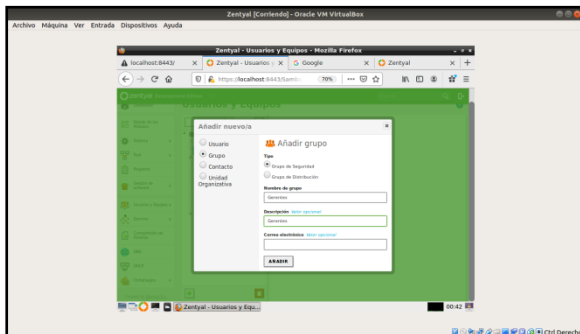 Zentyal [Corriendo] - Oracle VM VirtualBox
Archivo Máquina Ver Entrada Dispositivos Ayuda
Zentyal - Usuarios y Equipos - Mozilla Firefox
localhost:8443/
Zentyal - Usuarios y
Google
Zentyal
https://localhost:8443/Samba
70%
Usuarios y Equipos
Añadir nuevo/a
Usuario
Grupo
Contacto
Unidad Organizativa
Añadir grupo
Tipo
Grupo de Seguridad
Grupo de Distribución
Nombre de grupo
Gerentes
Descripción Valor opcional
Gerentes
Correo electrónico Valor opcional
AÑADIR
Zentyal - Usuarios y Equ...
00:42
Ctrl Derecho